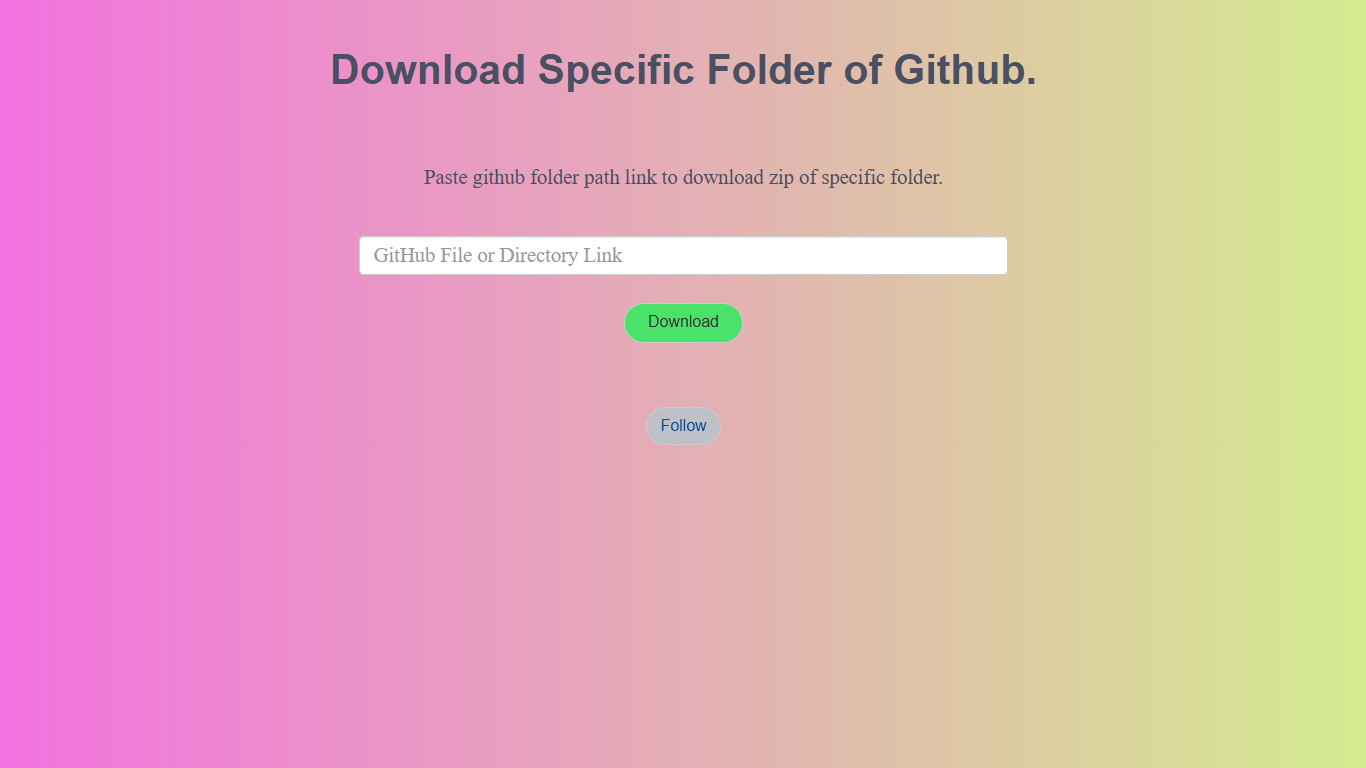 Download Specific Folder of Github.
Paste github folder path link to download zip of specific folder.
GitHub File or Directory Link
Download
Follow